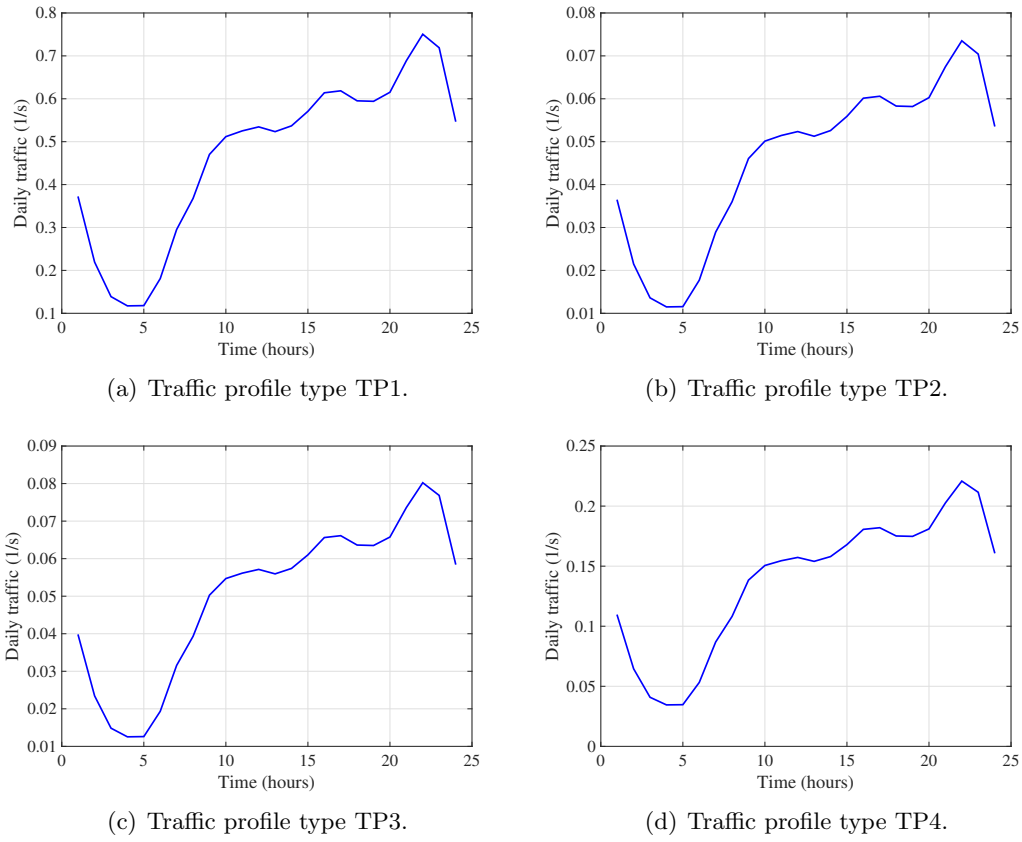 0.8
0.7
0.6
0.5
0.4
0.3
0.2
0.1
Daily traffic (1/s)
0 5 10 15 20 25
Time (hours)
(a) Traffic profile type TP1.
0.08
0.07
0.06
0.05
0.04
0.03
0.02
0.01
Daily traffic (1/s)
0 5 10 15 20 25
Time (hours)
(b) Traffic profile type TP2.
0.09
0.08
0.07
0.06
0.05
0.04
0.03
0.02
0.01
Daily traffic (1/s)
0 5 10 15 20 25
Time (hours)
(c) Traffic profile type TP3.
0.25
0.2
0.15
0.1
0.05
0
Daily traffic (1/s)
0 5 10 15 20 25
Time (hours)
(d) Traffic profile type TP4.